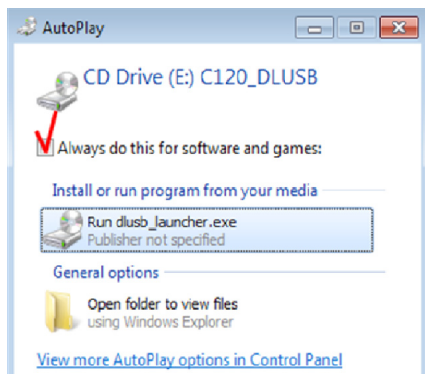 AutoPlay
CD Drive (E:) C120_DLUSB
Always do this for software and games:
Install or run program from your media
Run dlusb_launcher.exe
Publisher not specified
General options
Open folder to view files
using Windows Explorer
View more AutoPlay options in Control Panel